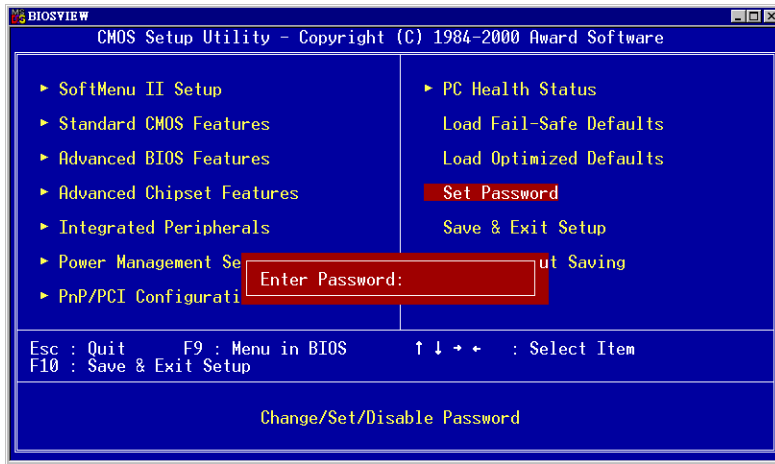 BIOSVIEW
CMOS Setup Utility - Copyright (C) 1984-2000 Award Software
SoftMenu II Setup
Standard CMOS Features
Advanced BIOS Features
Advanced Chipset Features
Integrated Peripherals
Power Management Se
PnP/PCI Configurati
PC Health Status
Load Fail-Safe Defaults
Load Optimized Defaults
Set Password
Save & Exit Setup
ut Saving
Enter Password:
Esc : Quit F9 : Menu in BIOS ↑ ↓ → ← : Select Item
F10 : Save & Exit Setup
Change/Set/Disable Password